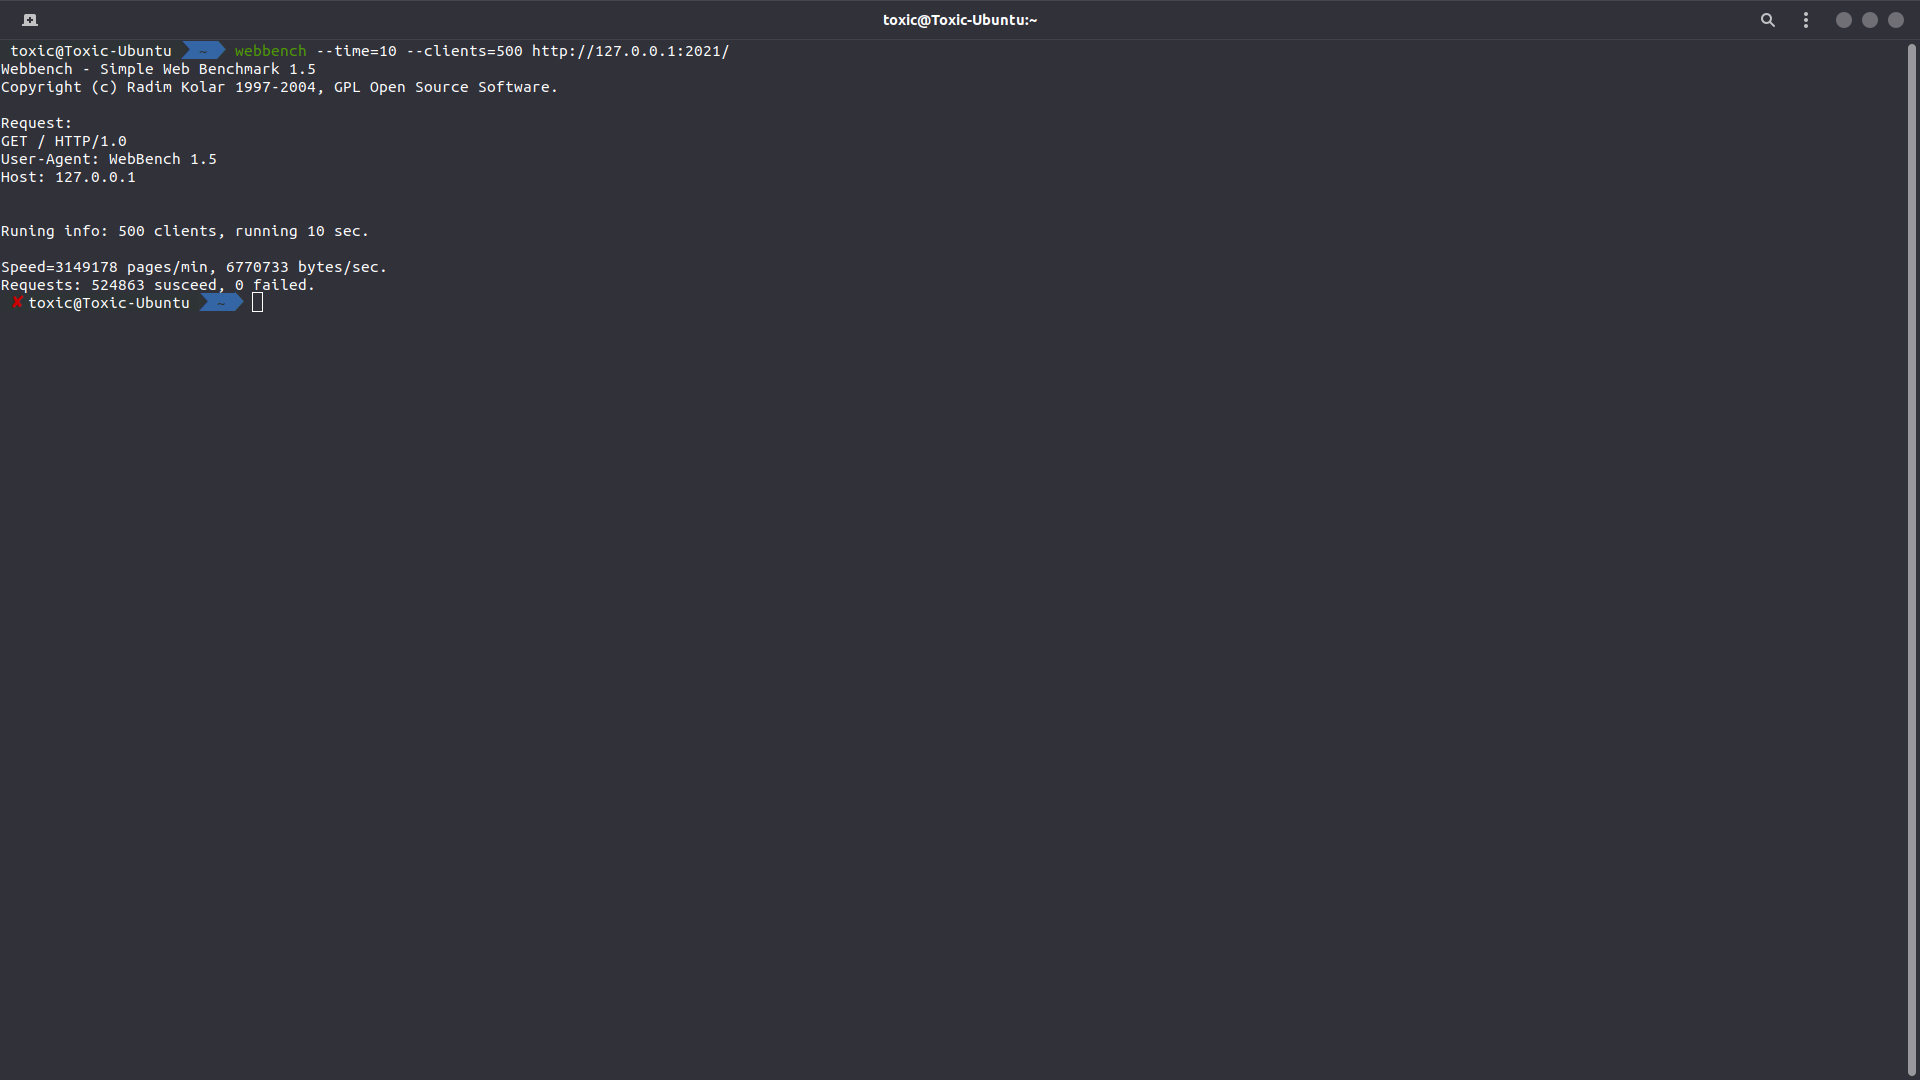 toxic@Toxic-Ubuntu:~
toxic@Toxic-Ubuntu ~ webbench --time=10 --clients=500 http://127.0.0.1:2021/
Webbench - Simple Web Benchmark 1.5
Copyright (c) Radim Kolar 1997-2004, GPL Open Source Software.
Request:
GET / HTTP/1.0
User-Agent: WebBench 1.5
Host: 127.0.0.1
Runing info: 500 clients, running 10 sec.
Speed=3149178 pages/min, 6770733 bytes/sec.
Requests: 524863 susceed, 0 failed.
✘ toxic@Toxic-Ubuntu ~